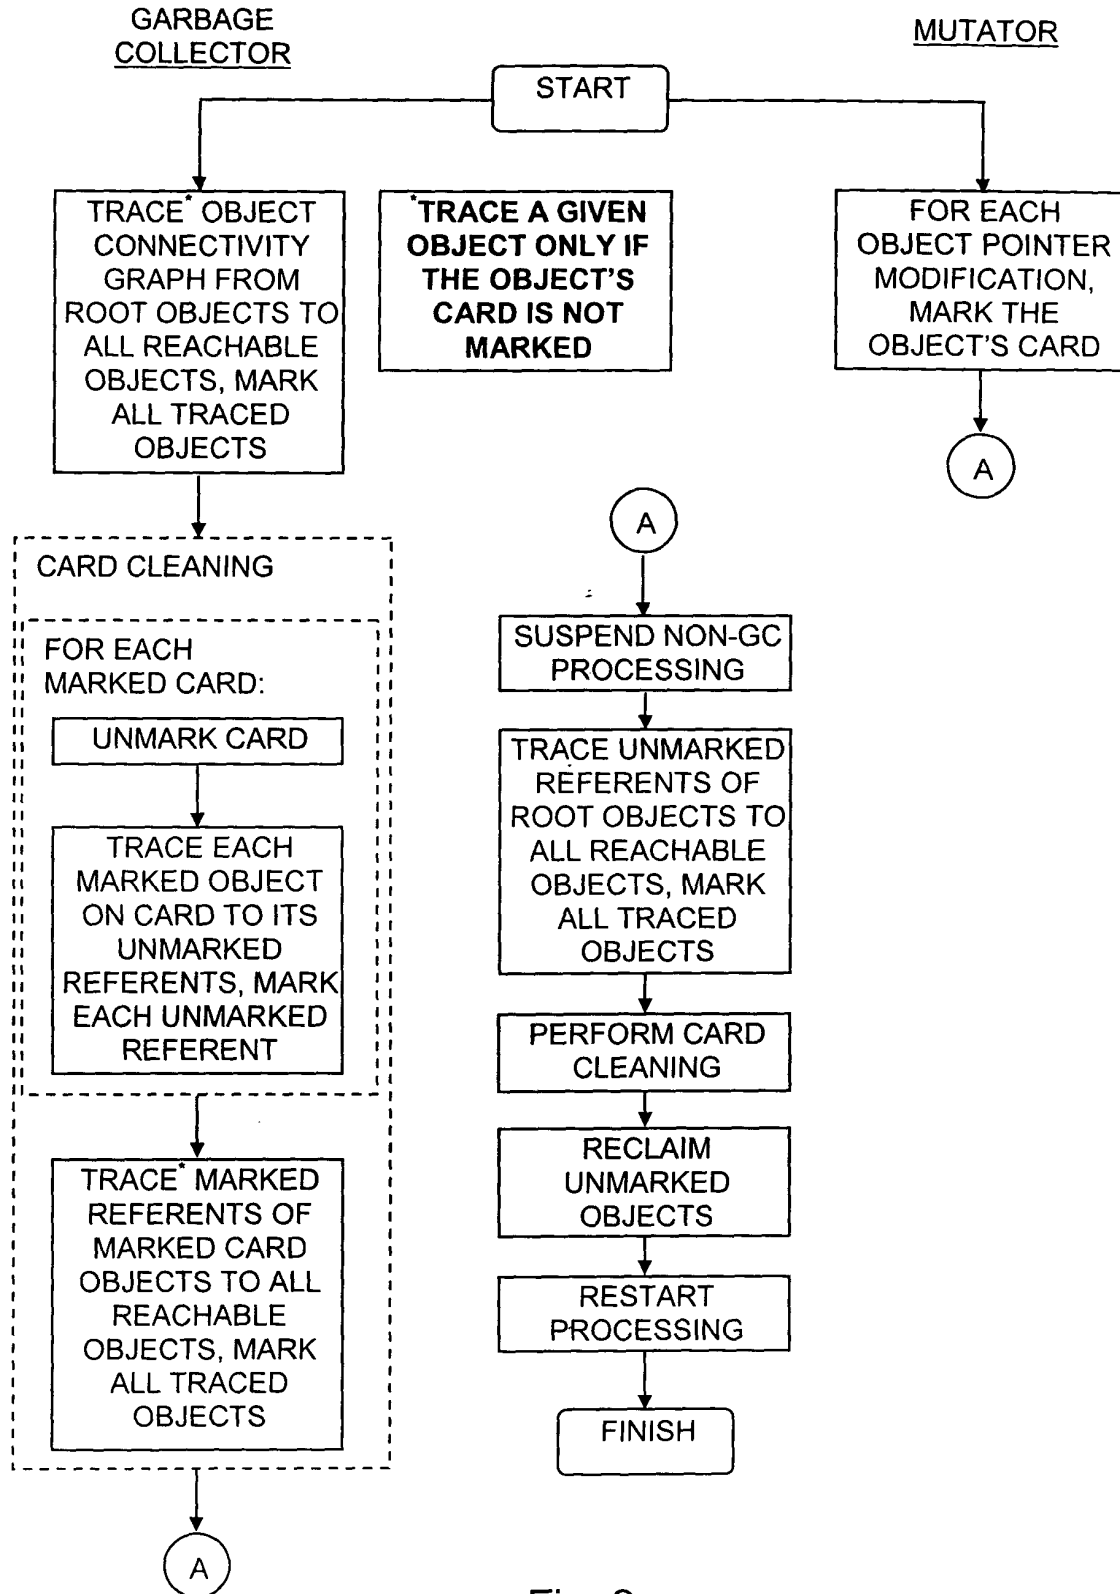 GARBAGE
COLLECTOR
MUTATOR
START
TRACE* OBJECT
CONNECTIVITY
GRAPH FROM
ROOT OBJECTS TO
ALL REACHABLE
OBJECTS, MARK
ALL TRACED
OBJECTS
*TRACE A GIVEN
OBJECT ONLY IF
THE OBJECT'S
CARD IS NOT
MARKED
FOR EACH
OBJECT POINTER
MODIFICATION,
MARK THE
OBJECT'S CARD
A
CARD CLEANING
FOR EACH
MARKED CARD:
UNMARK CARD
TRACE EACH
MARKED OBJECT
ON CARD TO ITS
UNMARKED
REFERENTS, MARK
EACH UNMARKED
REFERENT
TRACE* MARKED
REFERENTS OF
MARKED CARD
OBJECTS TO ALL
REACHABLE
OBJECTS, MARK
ALL TRACED
OBJECTS
A
A
SUSPEND NON-GC
PROCESSING
TRACE UNMARKED
REFERENTS OF
ROOT OBJECTS TO
ALL REACHABLE
OBJECTS, MARK
ALL TRACED
OBJECTS
PERFORM CARD
CLEANING
RECLAIM
UNMARKED
OBJECTS
RESTART
PROCESSING
FINISH